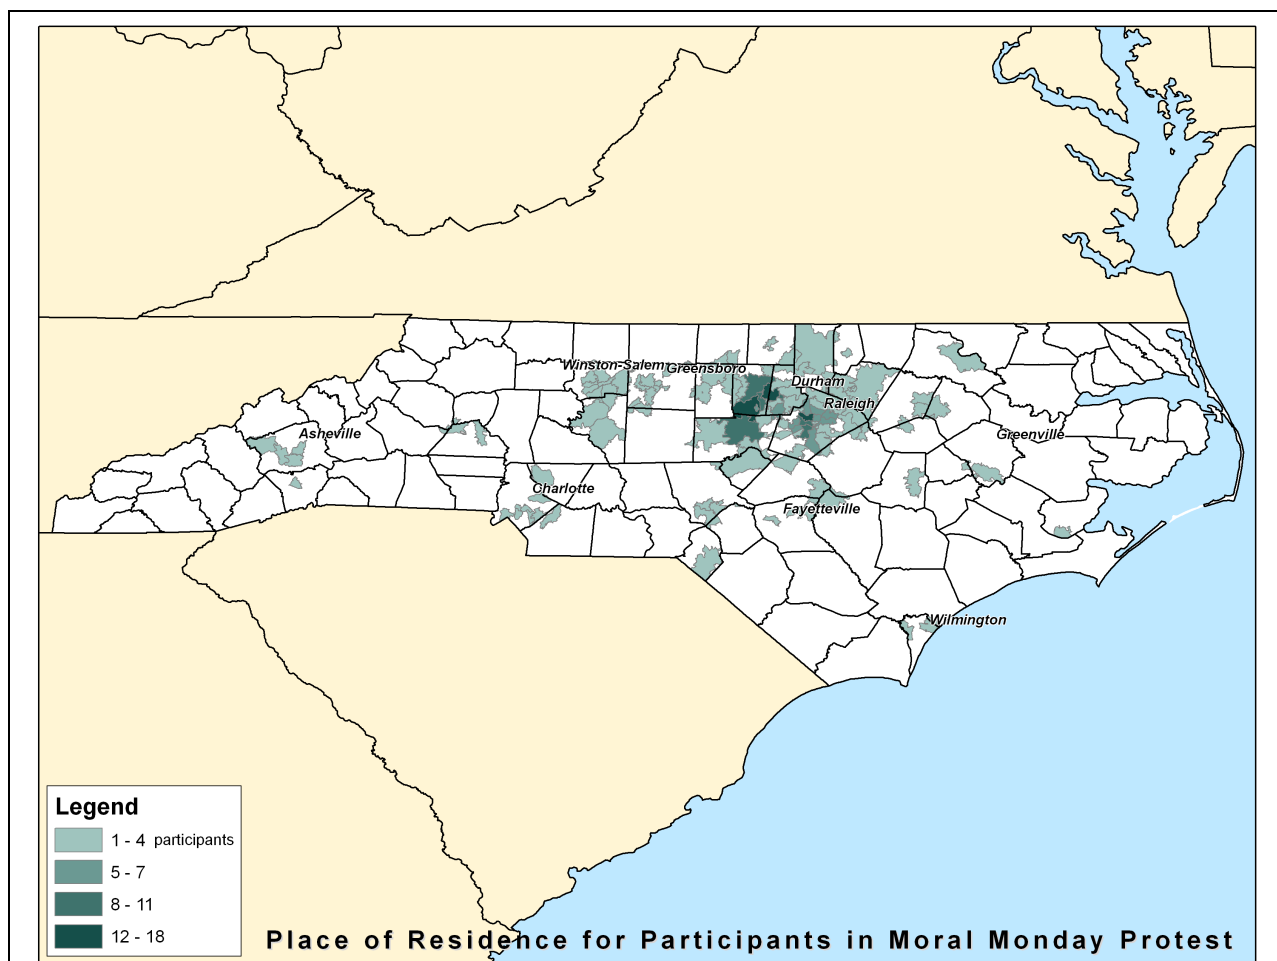 Winston-Salem
Greensboro
Durham
Raleigh
Asheville
Greenville
Charlotte
Fayetteville
Wilmington
Legend
1 - 4 participants
5 - 7
8 - 11
12 - 18
Place of Residence for Participants in Moral Monday Protest